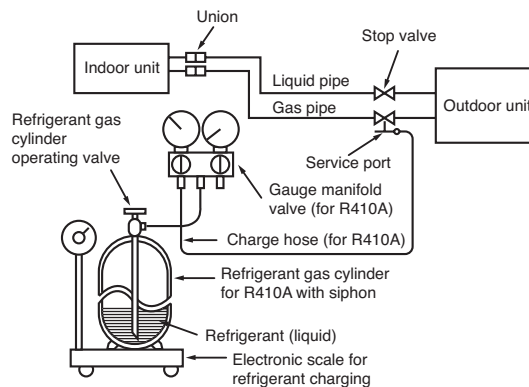 Union
Stop valve
Indoor unit
Liquid pipe
Gas pipe
Outdoor unit
Refrigerant gas
cylinder
operating valve
Service port
Gauge manifold
valve (for R410A)
Charge hose (for R410A)
Refrigerant gas cylinder
for R410A with siphon
Refrigerant (liquid)
Electronic scale for
refrigerant charging